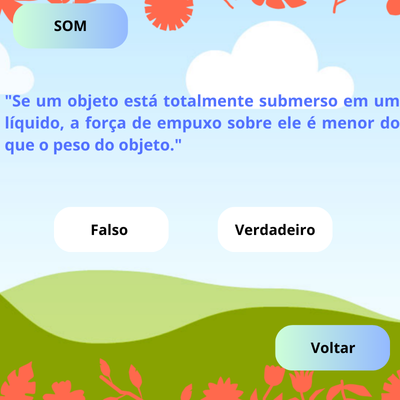 SOM
"Se um objeto está totalmente submerso em um
líquido, a força de empuxo sobre ele é menor do
que o peso do objeto."
Falso
Verdadeiro
Voltar